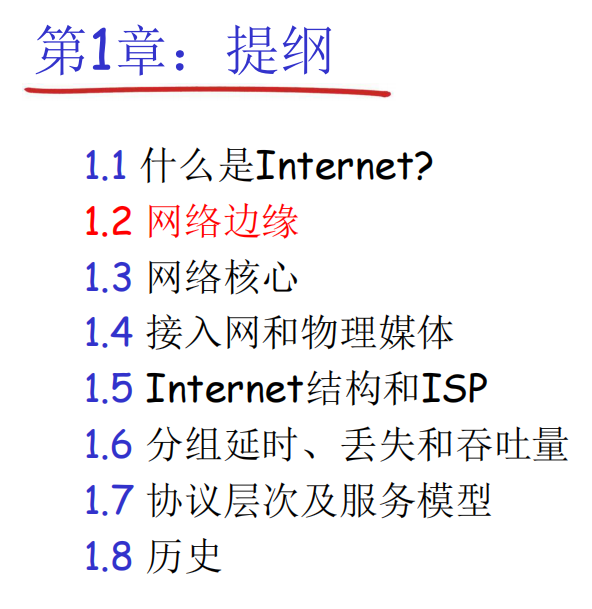 第1章：提纲
1.1 什么是Internet?
1.2 网络边缘
1.3 网络核心
1.4 接入网和物理媒体
1.5 Internet结构和ISP
1.6 分组延时、丢失和吞吐量
1.7 协议层次及服务模型
1.8 历史